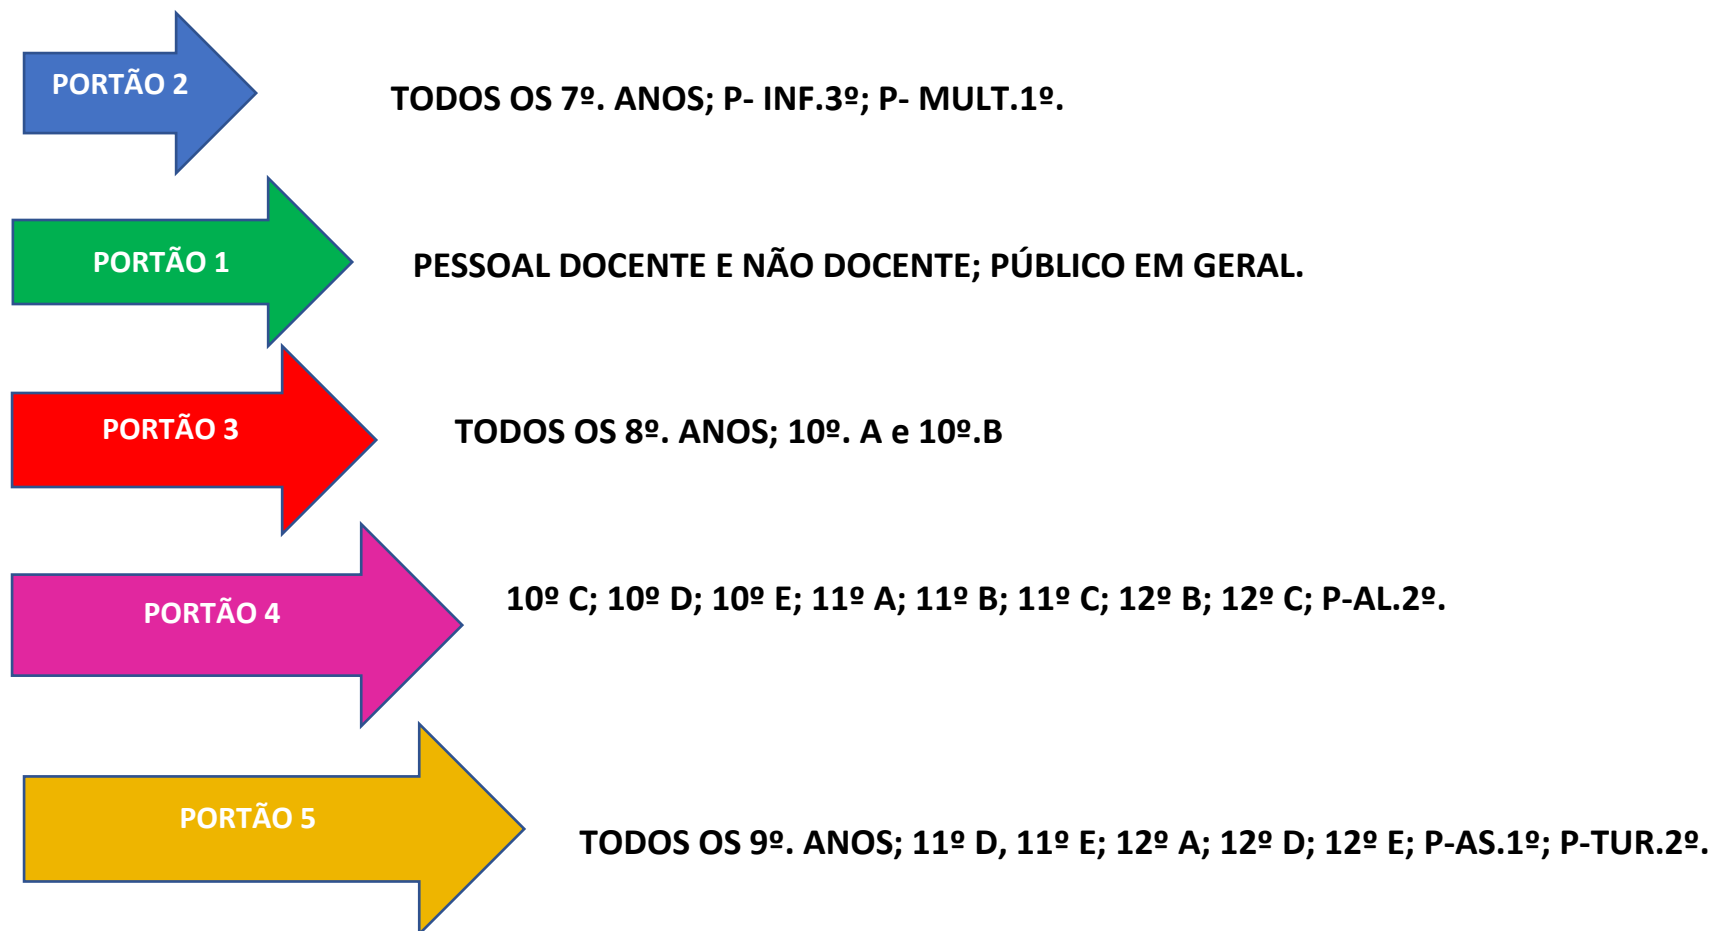 PORTÃO 2
TODOS OS 7º. ANOS; P- INF.3º; P- MULT.1º.
PORTÃO 1
PESSOAL DOCENTE E NÃO DOCENTE; PÚBLICO EM GERAL.
PORTÃO 3
TODOS OS 8º. ANOS; 10º. A e 10º.B
PORTÃO 4
10º C; 10º D; 10º E; 11º A; 11º B; 11º C; 12º B; 12º C; P-AL.2º.
PORTÃO 5
TODOS OS 9º. ANOS; 11º D, 11º E; 12º A; 12º D; 12º E; P-AS.1º; P-TUR.2º.